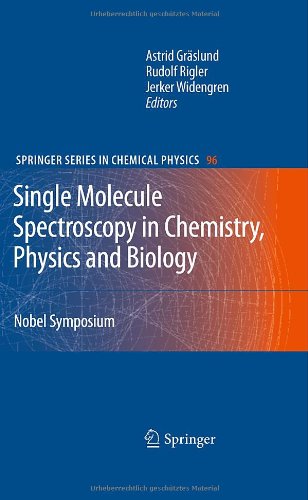 Urheberrechtlich geschütztes Material
Astrid Gräslund
Rudolf Rigler
Jerker Widengren
Editors
SPRINGER SERIES IN CHEMICAL PHYSICS 96
Single Molecule
Spectroscopy in Chemistry,
Physics and Biology
Nobel Symposium
Springer
Urheberrechtlich geschütztes Material